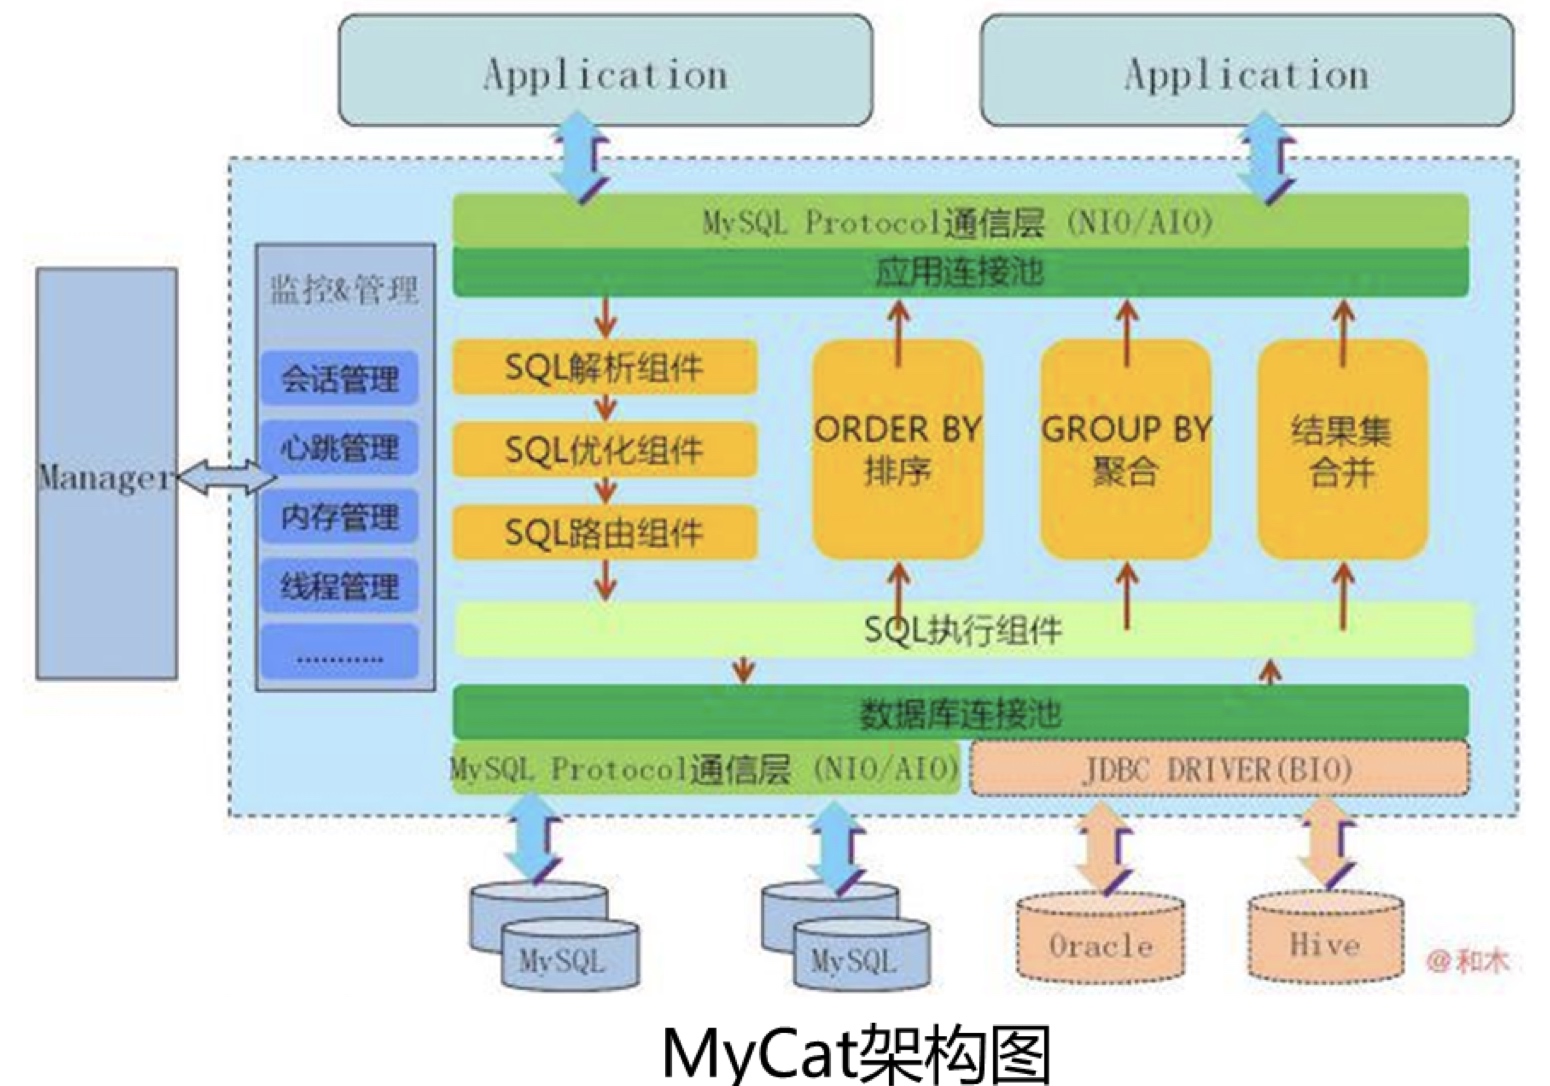 Application
Application
MySQL Protocol通信层 (NIO/AIO)
应用连接池
监控&管理
会话管理
心跳管理
内存管理
线程管理
...........
Manager
SQL解析组件
SQL优化组件
SQL路由组件
ORDER BY
排序
GROUP BY
聚合
结果集
合并
SQL执行组件
数据库连接池
MySQL Protocol通信层 (NIO/AIO)
JDBC DRIVER(BIO)
MySQL
MySQL
Oracle
Hive
@和木
MyCat架构图